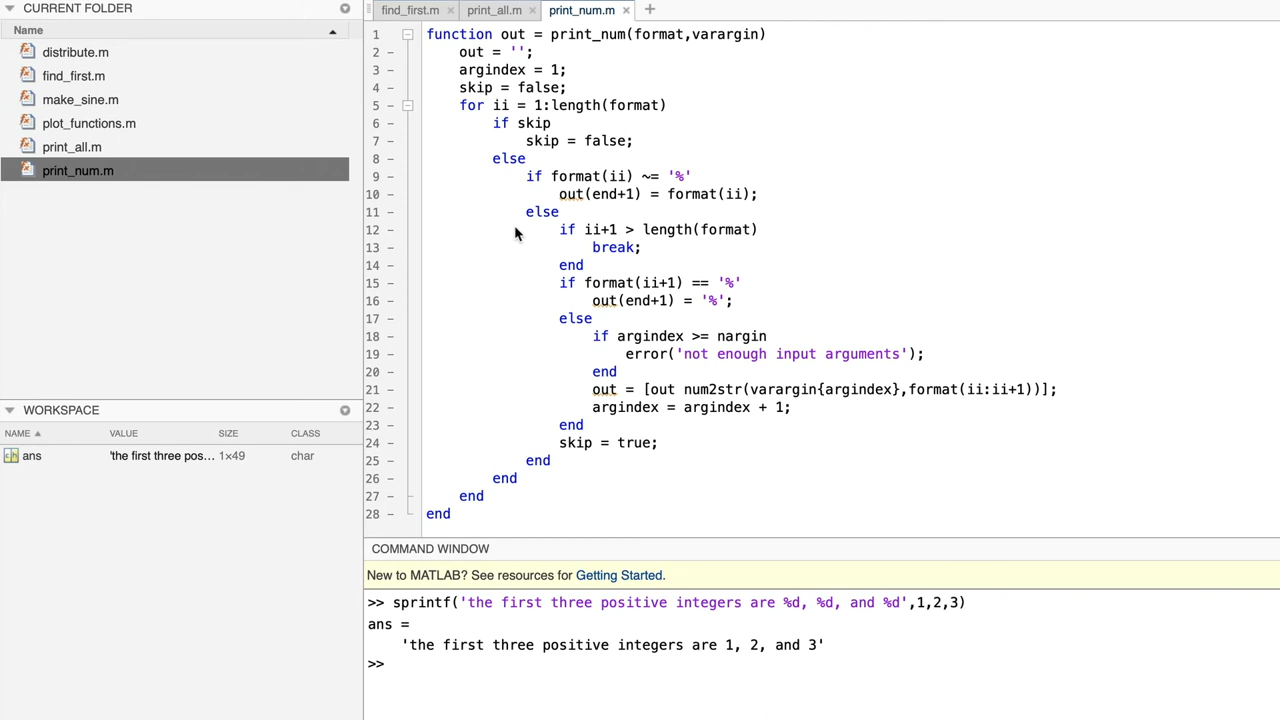 CURRENT FOLDER
Name
distribute.m
find_first.m
make_sine.m
plot_functions.m
print_all.m
print_num.m
WORKSPACE
NAME VALUE SIZE CLASS
ans 'the first three pos... 1×49 char
find_first.m × print_all.m × print_num.m × +
1 function out = print_num(format,varargin)
2 – out = '';
3 – argindex = 1;
4 – skip = false;
5 – for ii = 1:length(format)
6 – if skip
7 – skip = false;
8 – else
9 – if format(ii) ~= '%'
10 – out(end+1) = format(ii);
11 – else
12 – if ii+1 > length(format)
13 – break;
14 – end
15 – if format(ii+1) == '%'
16 – out(end+1) = '%';
17 – else
18 – if argindex >= nargin
19 – error('not enough input arguments');
20 – end
21 – out = [out num2str(varargin{argindex},format(ii:ii+1))];
22 – argindex = argindex + 1;
23 – end
24 – skip = true;
25 – end
26 – end
27 – end
28 – end
COMMAND WINDOW
New to MATLAB? See resources for Getting Started.
>> sprintf('the first three positive integers are %d, %d, and %d',1,2,3)
ans =
'the first three positive integers are 1, 2, and 3'
>>